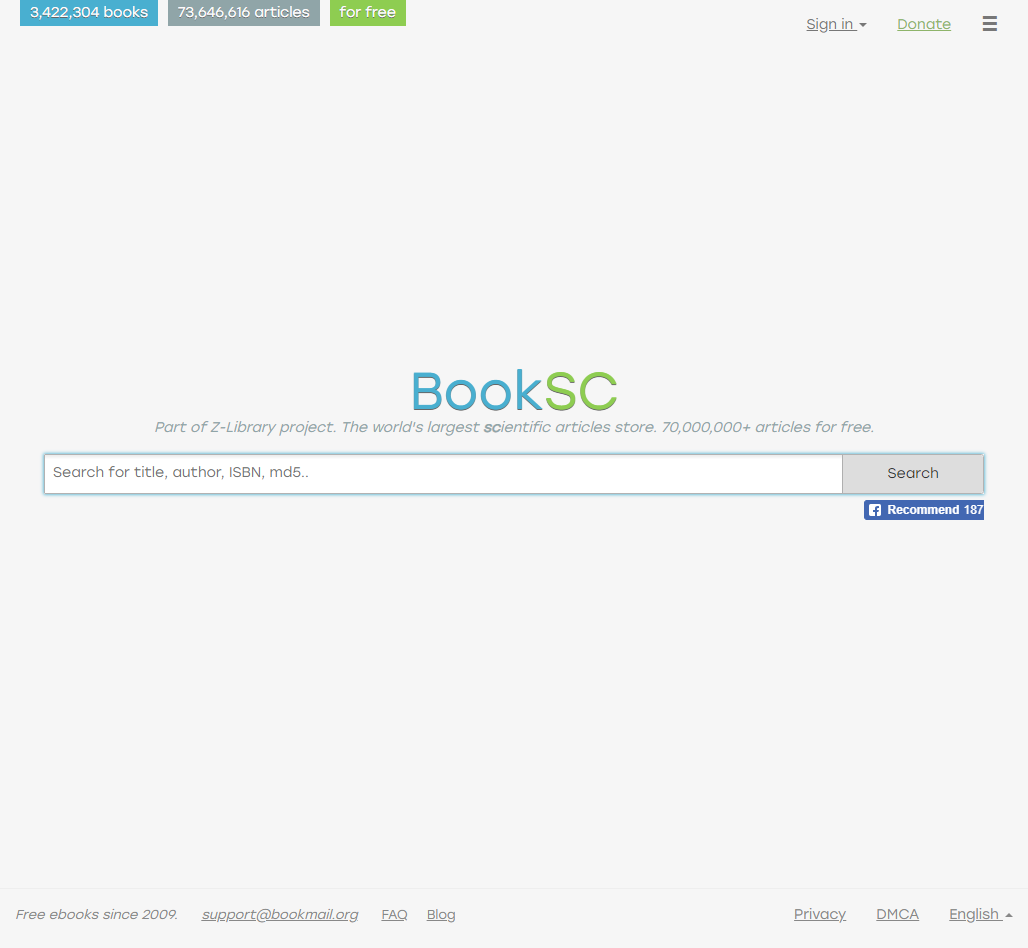 3,422,304 books 73,646,616 articles for free
Sign in Donate
BookSC
Part of Z-Library project. The world's largest scientific articles store. 70,000,000+ articles for free.
Search for title, author, ISBN, md5.. Search
Recommend 187
Free ebooks since 2009. support@bookmail.org FAQ Blog Privacy DMCA English